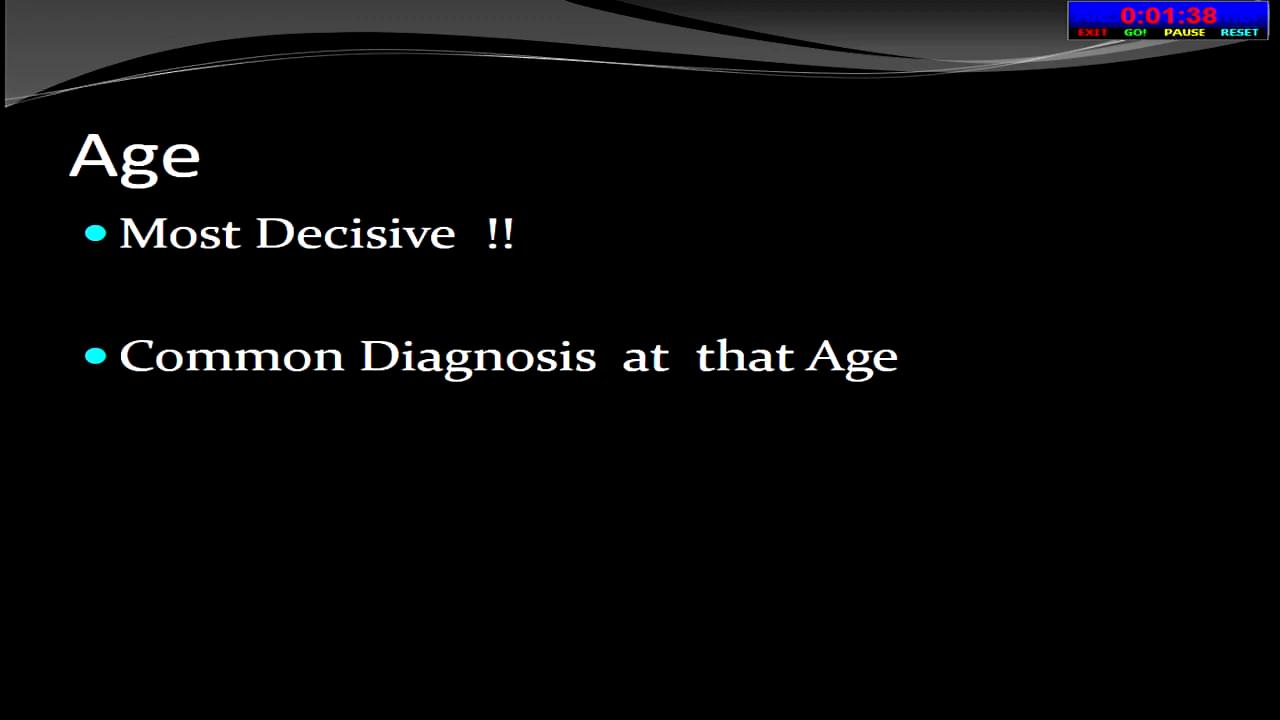 0:01:38
EXIT GO! PAUSE RESET
Age
Most Decisive !!
Common Diagnosis at that Age